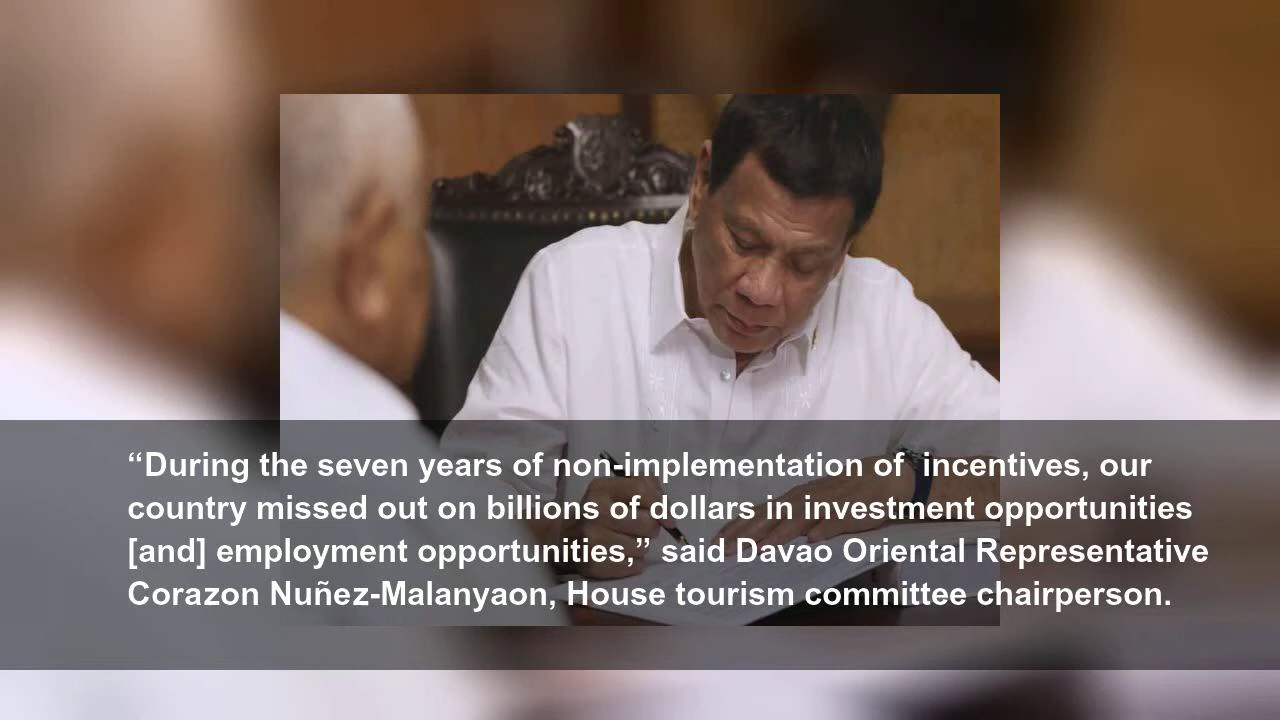 “During the seven years of non-implementation of  incentives, our
country missed out on billions of dollars in investment opportunities
[and] employment opportunities,” said Davao Oriental Representative
Corazon Nuñez-Malanyaon, House tourism committee chairperson.